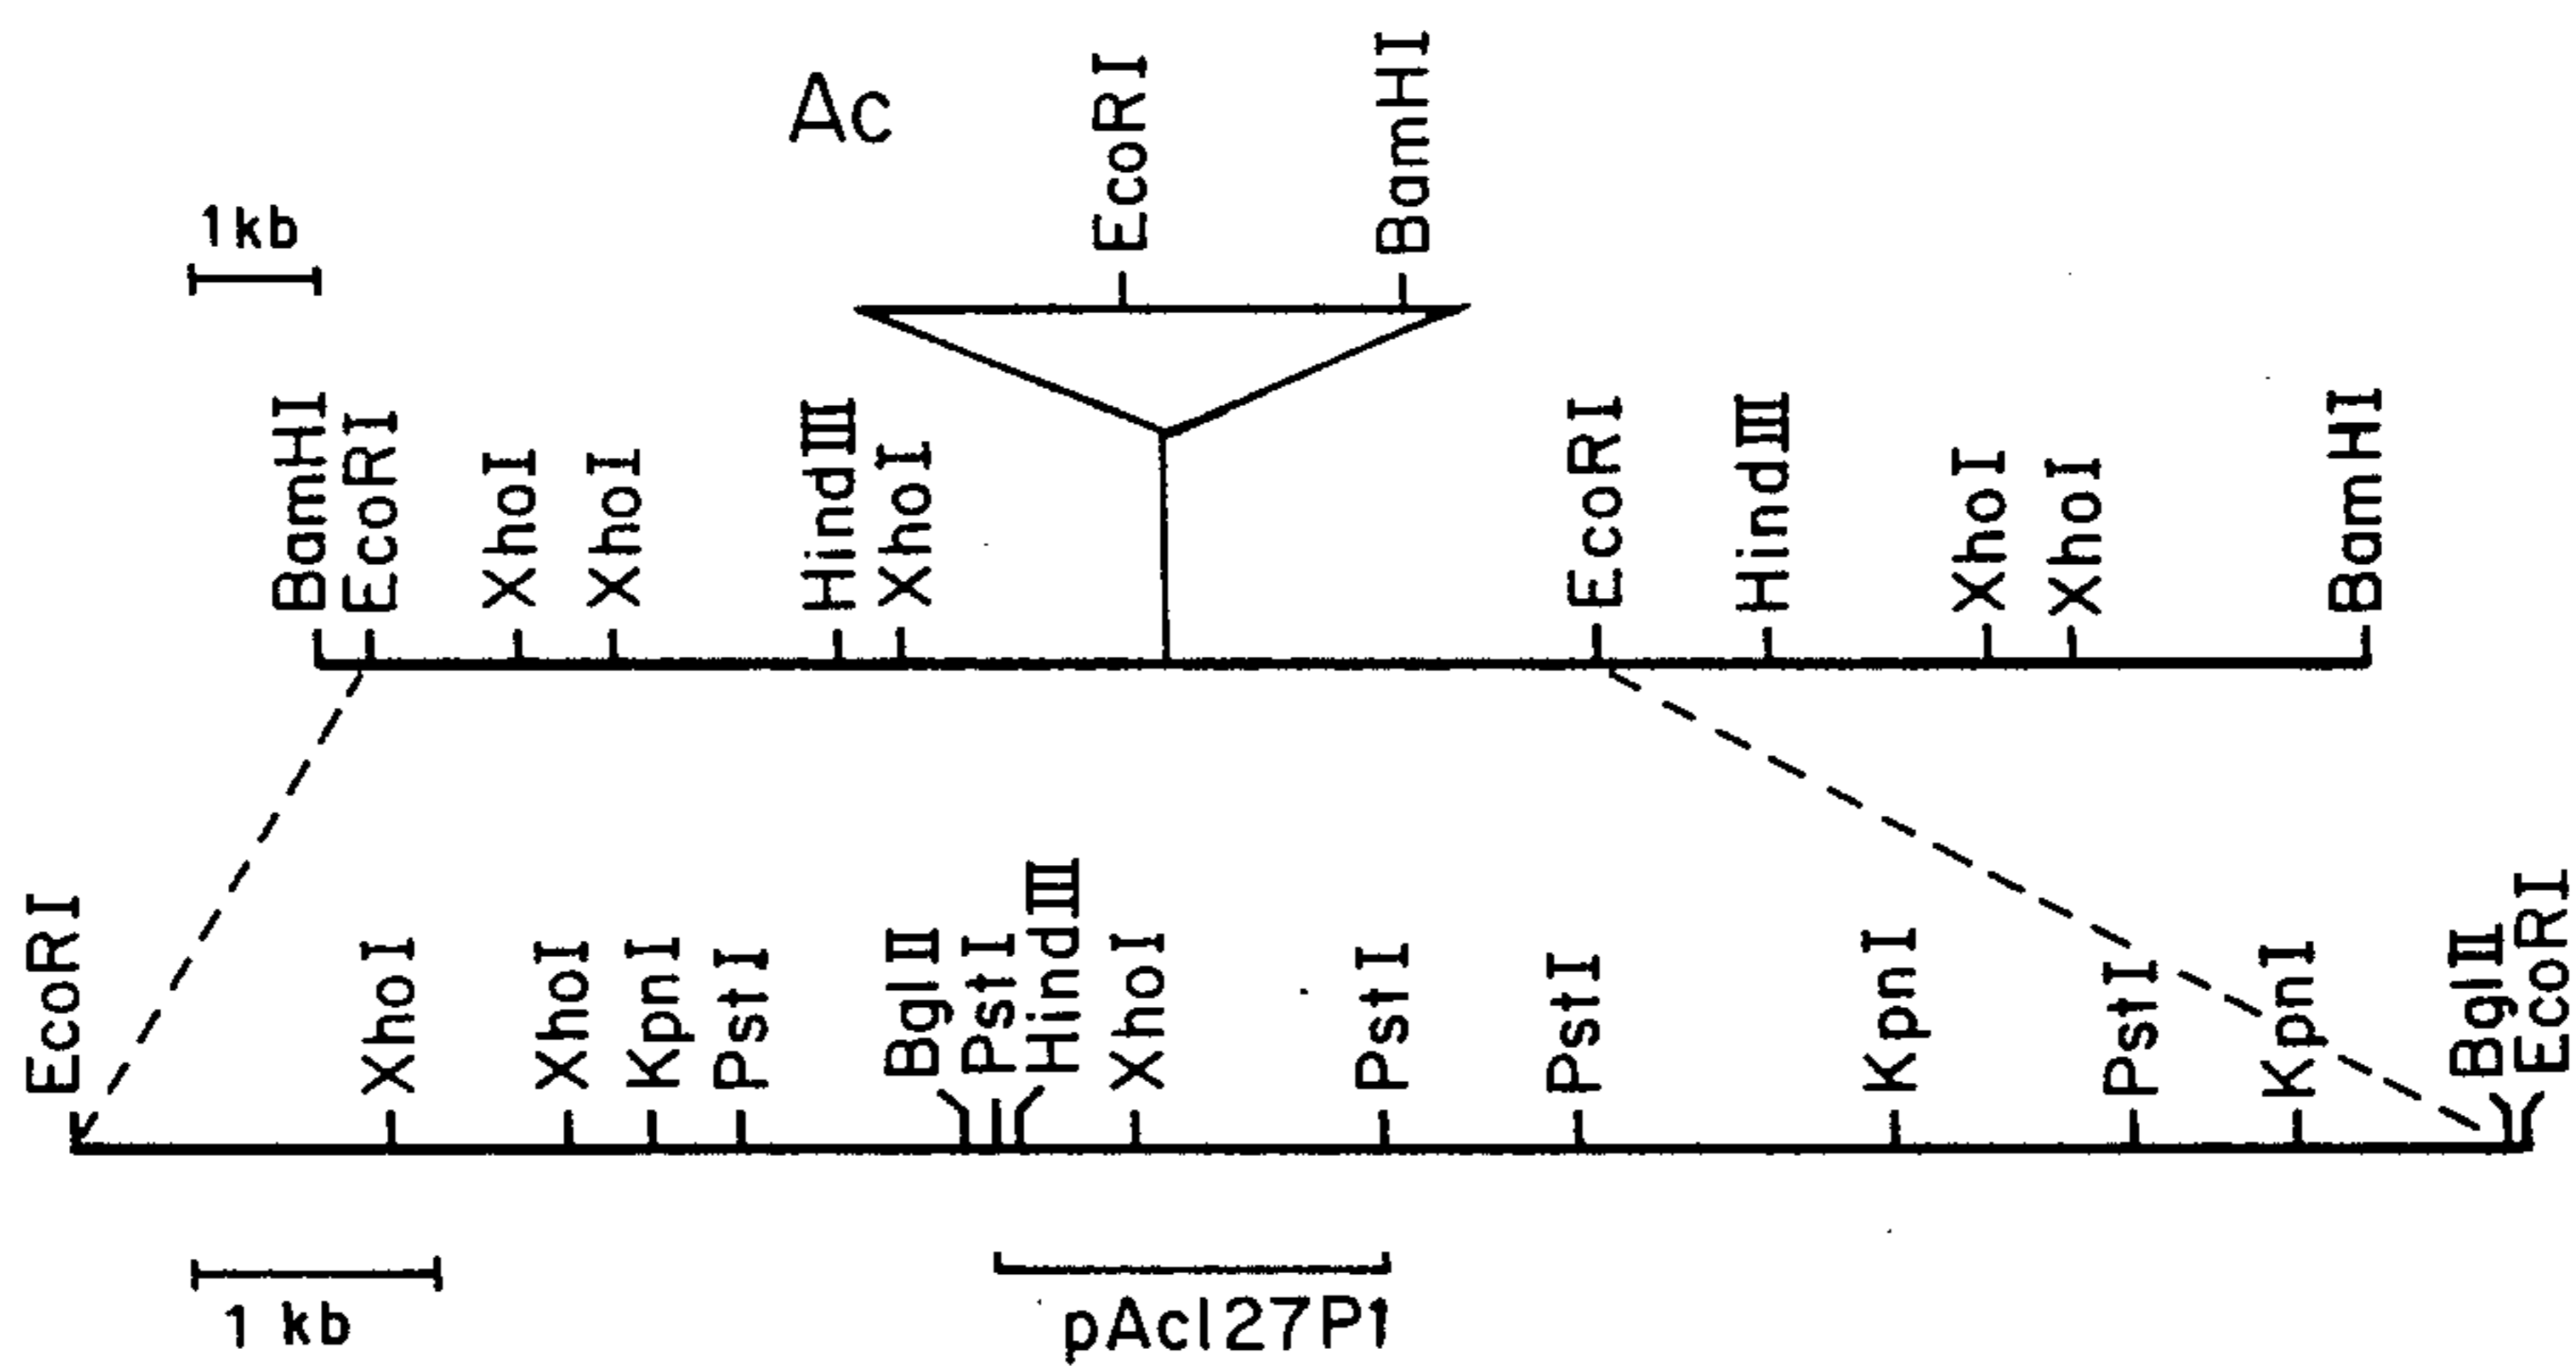 Ac
EcoRI
BamHI
1kb
BamHI
EcoRI
XhoI
XhoI
HindIII
XhoI
EcoRI
HindIII
XhoI
XhoI
BamHI
EcoRI
XhoI
XhoI
KpnI
PstI
BglII
PstI
HindIII
XhoI
PstI
PstI
KpnI
PstI
KpnI
BglII
EcoRI
1 kb
pAc127P1